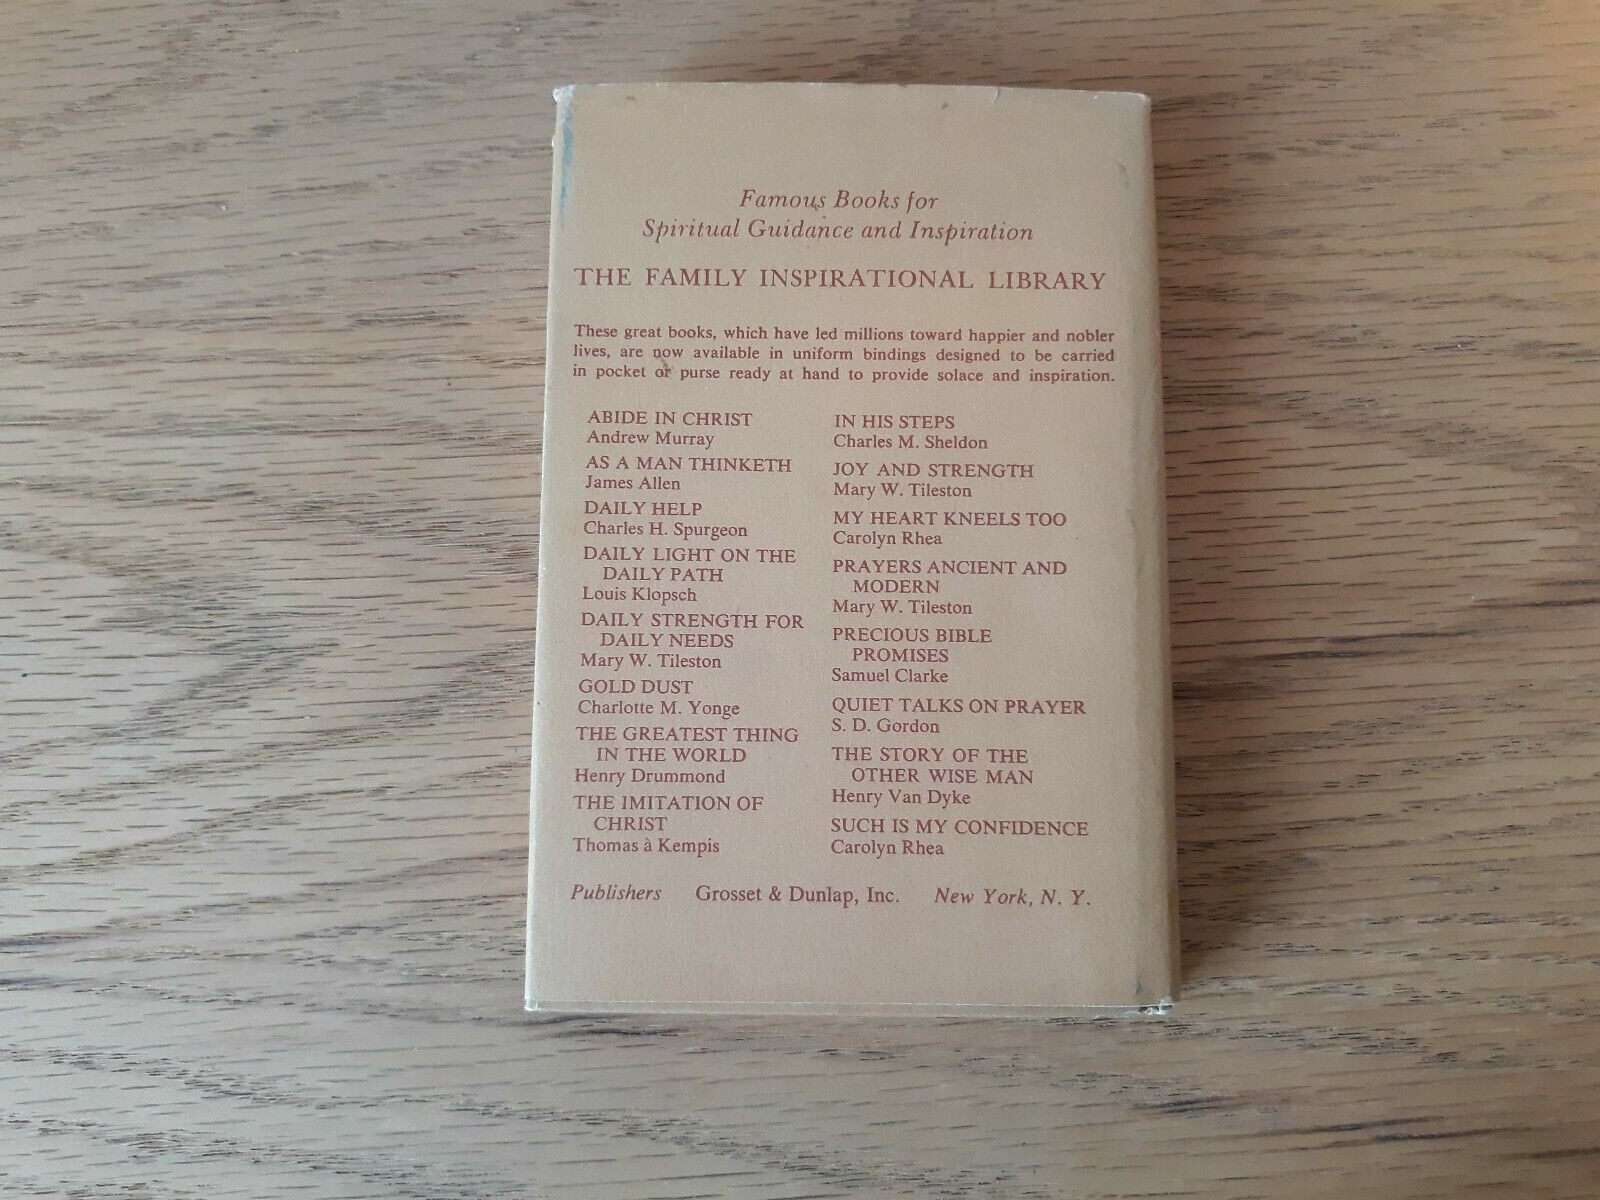 Famous Books for
Spiritual Guidance and Inspiration
THE FAMILY INSPIRATIONAL LIBRARY
These great books, which have led millions toward happier and nobler
lives, are now available in uniform bindings designed to be carried
in pocket or purse ready at hand to provide solace and inspiration.
ABIDE IN CHRIST
Andrew Murray
AS A MAN THINKETH
James Allen
DAILY HELP
Charles H. Spurgeon
DAILY LIGHT ON THE
DAILY PATH
Louis Klopsch
DAILY STRENGTH FOR
DAILY NEEDS
Mary W. Tileston
GOLD DUST
Charlotte M. Yonge
THE GREATEST THING
IN THE WORLD
Henry Drummond
THE IMITATION OF
CHRIST
Thomas à Kempis
IN HIS STEPS
Charles M. Sheldon
JOY AND STRENGTH
Mary W. Tileston
MY HEART KNEELS TOO
Carolyn Rhea
PRAYERS ANCIENT AND
MODERN
Mary W. Tileston
PRECIOUS BIBLE
PROMISES
Samuel Clarke
QUIET TALKS ON PRAYER
S. D. Gordon
THE STORY OF THE
OTHER WISE MAN
Henry Van Dyke
SUCH IS MY CONFIDENCE
Carolyn Rhea
Publishers Grosset & Dunlap, Inc. New York, N. Y.